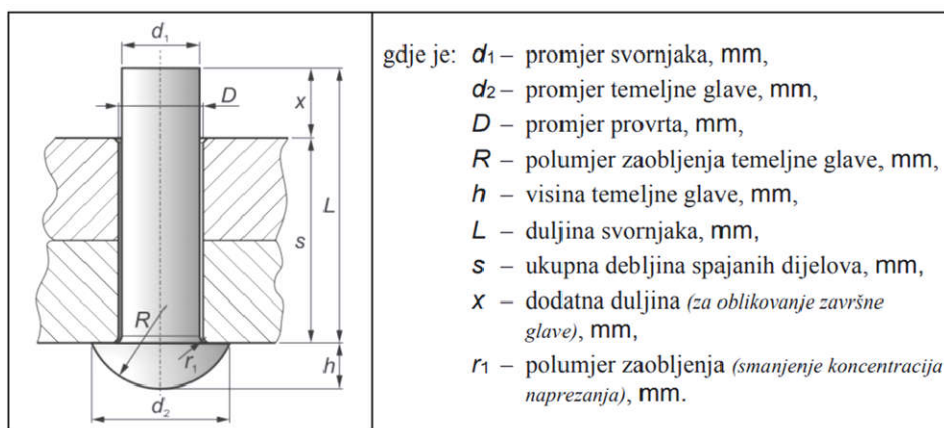 d₁
x
D
L
s
R
r₁
h
d₂
gdje je: d₁ – promjer svornjaka, mm,
d₂ – promjer temeljne glave, mm,
D – promjer provrta, mm,
R – polumjer zaobljenja temeljne glave, mm,
h – visina temeljne glave, mm,
L – duljina svornjaka, mm,
s – ukupna debljina spajanih dijelova, mm,
x – dodatna duljina (za oblikovanje završne
glave), mm,
r₁ – polumjer zaobljenja (smanjenje koncentracija
naprezanja), mm.